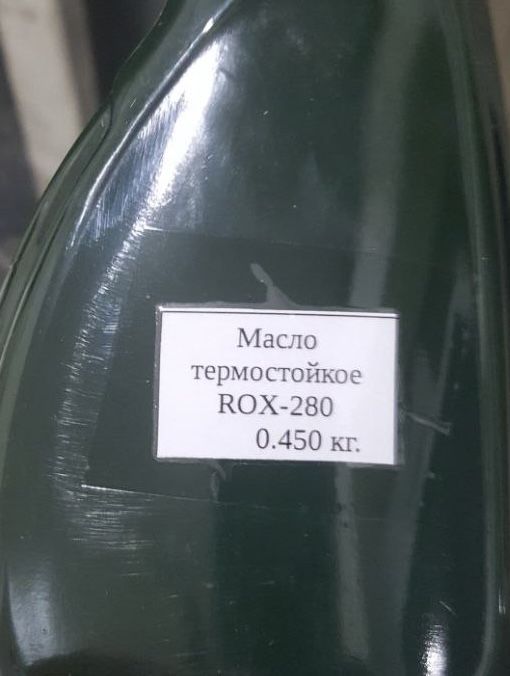 Масло
термостойкое
ROX-280
0.450 кг.